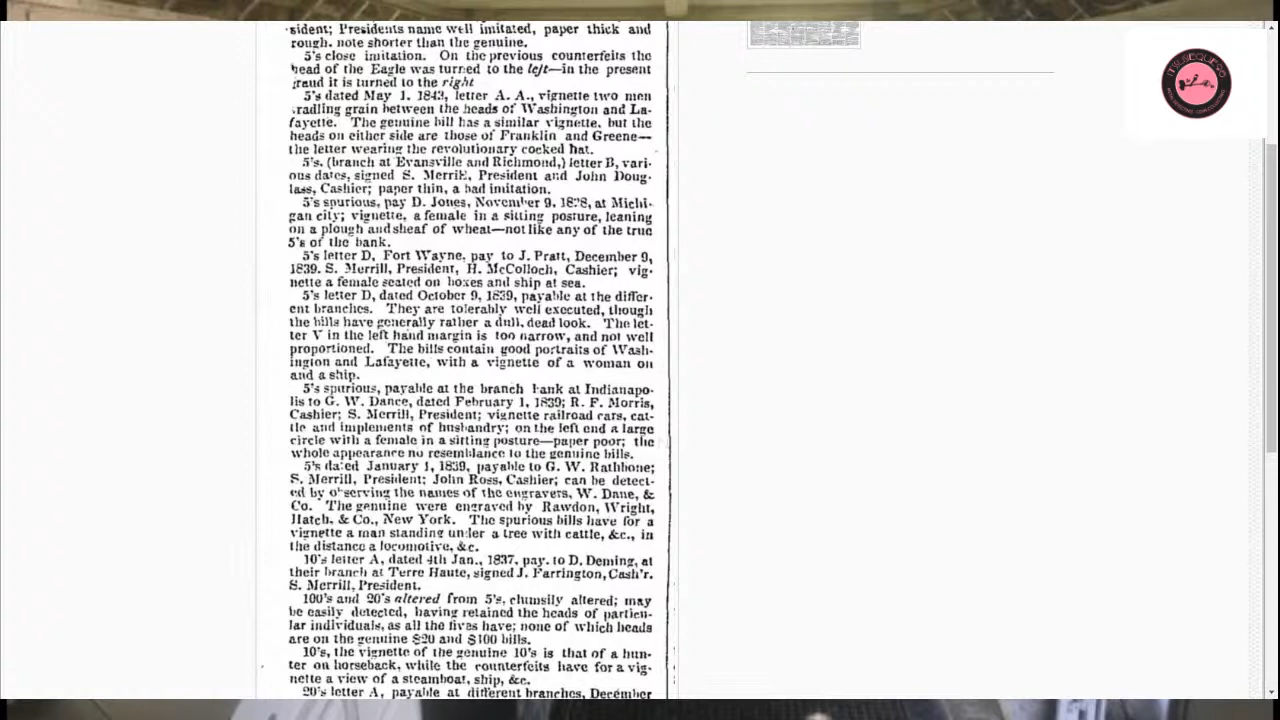 sident; Presidents name well imitated, paper thick and
rough. note shorter than the genuine.
5's close imitation. On the previous counterfeits the
head of the Eagle was turned to the left—in the present
fraud it is turned to the right
5's dated May 1, 1843, letter A. A., vignette two men
cradling grain between the heads of Washington and La-
fayette. The genuine bill has a similar vignette, but the
heads on either side are those of Franklin and Greene—
the letter wearing the revolutionary cocked hat.
5's, (branch at Evansville and Richmond,) letter B, vari-
ous dates, signed S. Merrill, President and John Doug-
lass, Cashier; paper thin, a bad imitation.
5's spurious, pay D. Jones, November 9, 1838, at Michi-
gan city; vignette, a female in a sitting posture, leaning
on a plough and sheaf of wheat—not like any of the true
5's of the bank.
5's letter D, Fort Wayne, pay to J. Pratt, December 9,
1839. S. Merrill, President, H. McColloch, Cashier; vig-
nette a female seated on boxes and ship at sea.
5's letter D, dated October 9, 1839, payable at the differ-
ent branches. They are tolerably well executed, though
the bills have generally rather a dull, dead look. The let-
ter V in the left hand margin is too narrow, and not well
proportioned. The bills contain good portraits of Wash-
ington and Lafayette, with a vignette of a woman on
and a ship.
5's spurious, payable at the branch bank at Indianapo-
lis to G. W. Dance, dated February 1, 1839; R. F. Morris,
Cashier; S. Merrill, President; vignette railroad cars, cat-
tle and implements of husbandry; on the left end a large
circle with a female in a sitting posture—paper poor; the
whole appearance no resemblance to the genuine bills.
5's dated January 1, 1839, payable to G. W. Rathbone;
S. Merrill, President; John Ross, Cashier; can be detect-
ed by observing the names of the engravers, W. Dane, &
Co. The genuine were engraved by Rawdon, Wright,
Hatch, & Co., New York. The spurious bills have for a
vignette a man standing under a tree with cattle, &c., in
the distance a locomotive, &c.
10's letter A, dated 4th Jan., 1837, pay. to D. Deming, at
their branch at Terre Haute, signed J. Farrington, Cash'r.
S. Merrill, President.
100's and 20's altered from 5's, clumsily altered; may
be easily detected, having retained the heads of particu-
lar individuals, as all the fives have; none of which heads
are on the genuine $20 and $100 bills.
10's, the vignette of the genuine 10's is that of a hun-
ter on horseback, while the counterfeits have for a vig-
nette a view of a steamboat, ship, &c.
20's letter A, payable at different branches, December